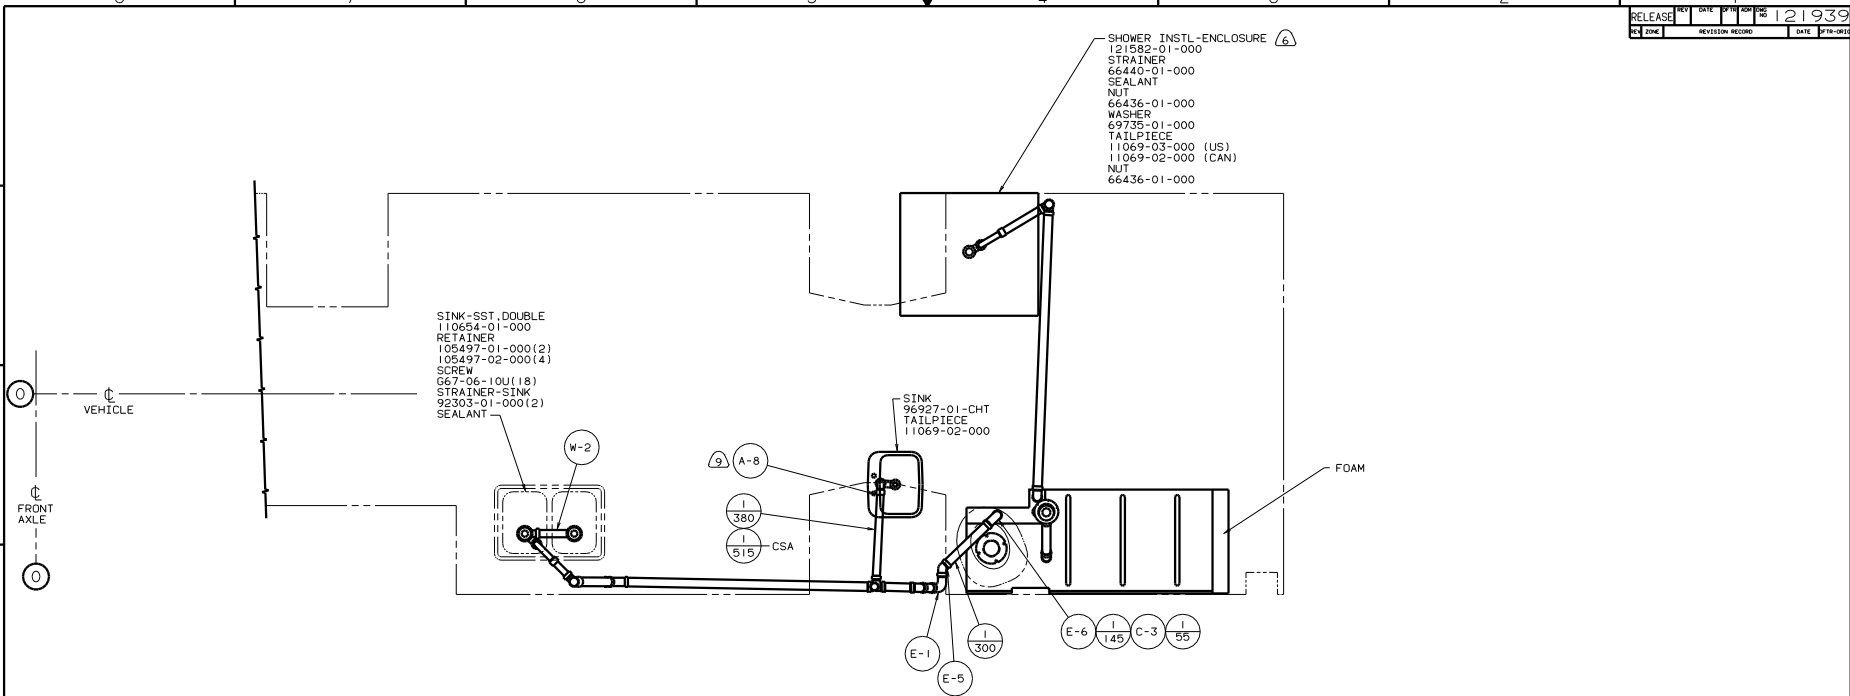 RELEASE REV DATE DFTR ADM DWG NO 121939
REV ZONE REVISION RECORD DATE DFTR-ORIG
SHOWER INSTL-ENCLOSURE 6
121582-01-000
STRAINER
66440-01-000
SEALANT
NUT
66436-01-000
WASHER
69735-01-000
TAILPIECE
11069-03-000 (US)
11069-02-000 (CAN)
NUT
66436-01-000
SINK-SST,DOUBLE
110654-01-000
RETAINER
105497-01-000(2)
105497-02-000(4)
SCREW
G67-06-10U(18)
STRAINER-SINK
92303-01-000(2)
SEALANT
0
℄
VEHICLE
SINK
96927-01-CHT
TAILPIECE
11069-02-000
W-2
9 A-8
FOAM
℄
FRONT
AXLE
1
380
1
515
CSA
0
E-6
1
145
C-3
1
55
1
300
E-1
E-5